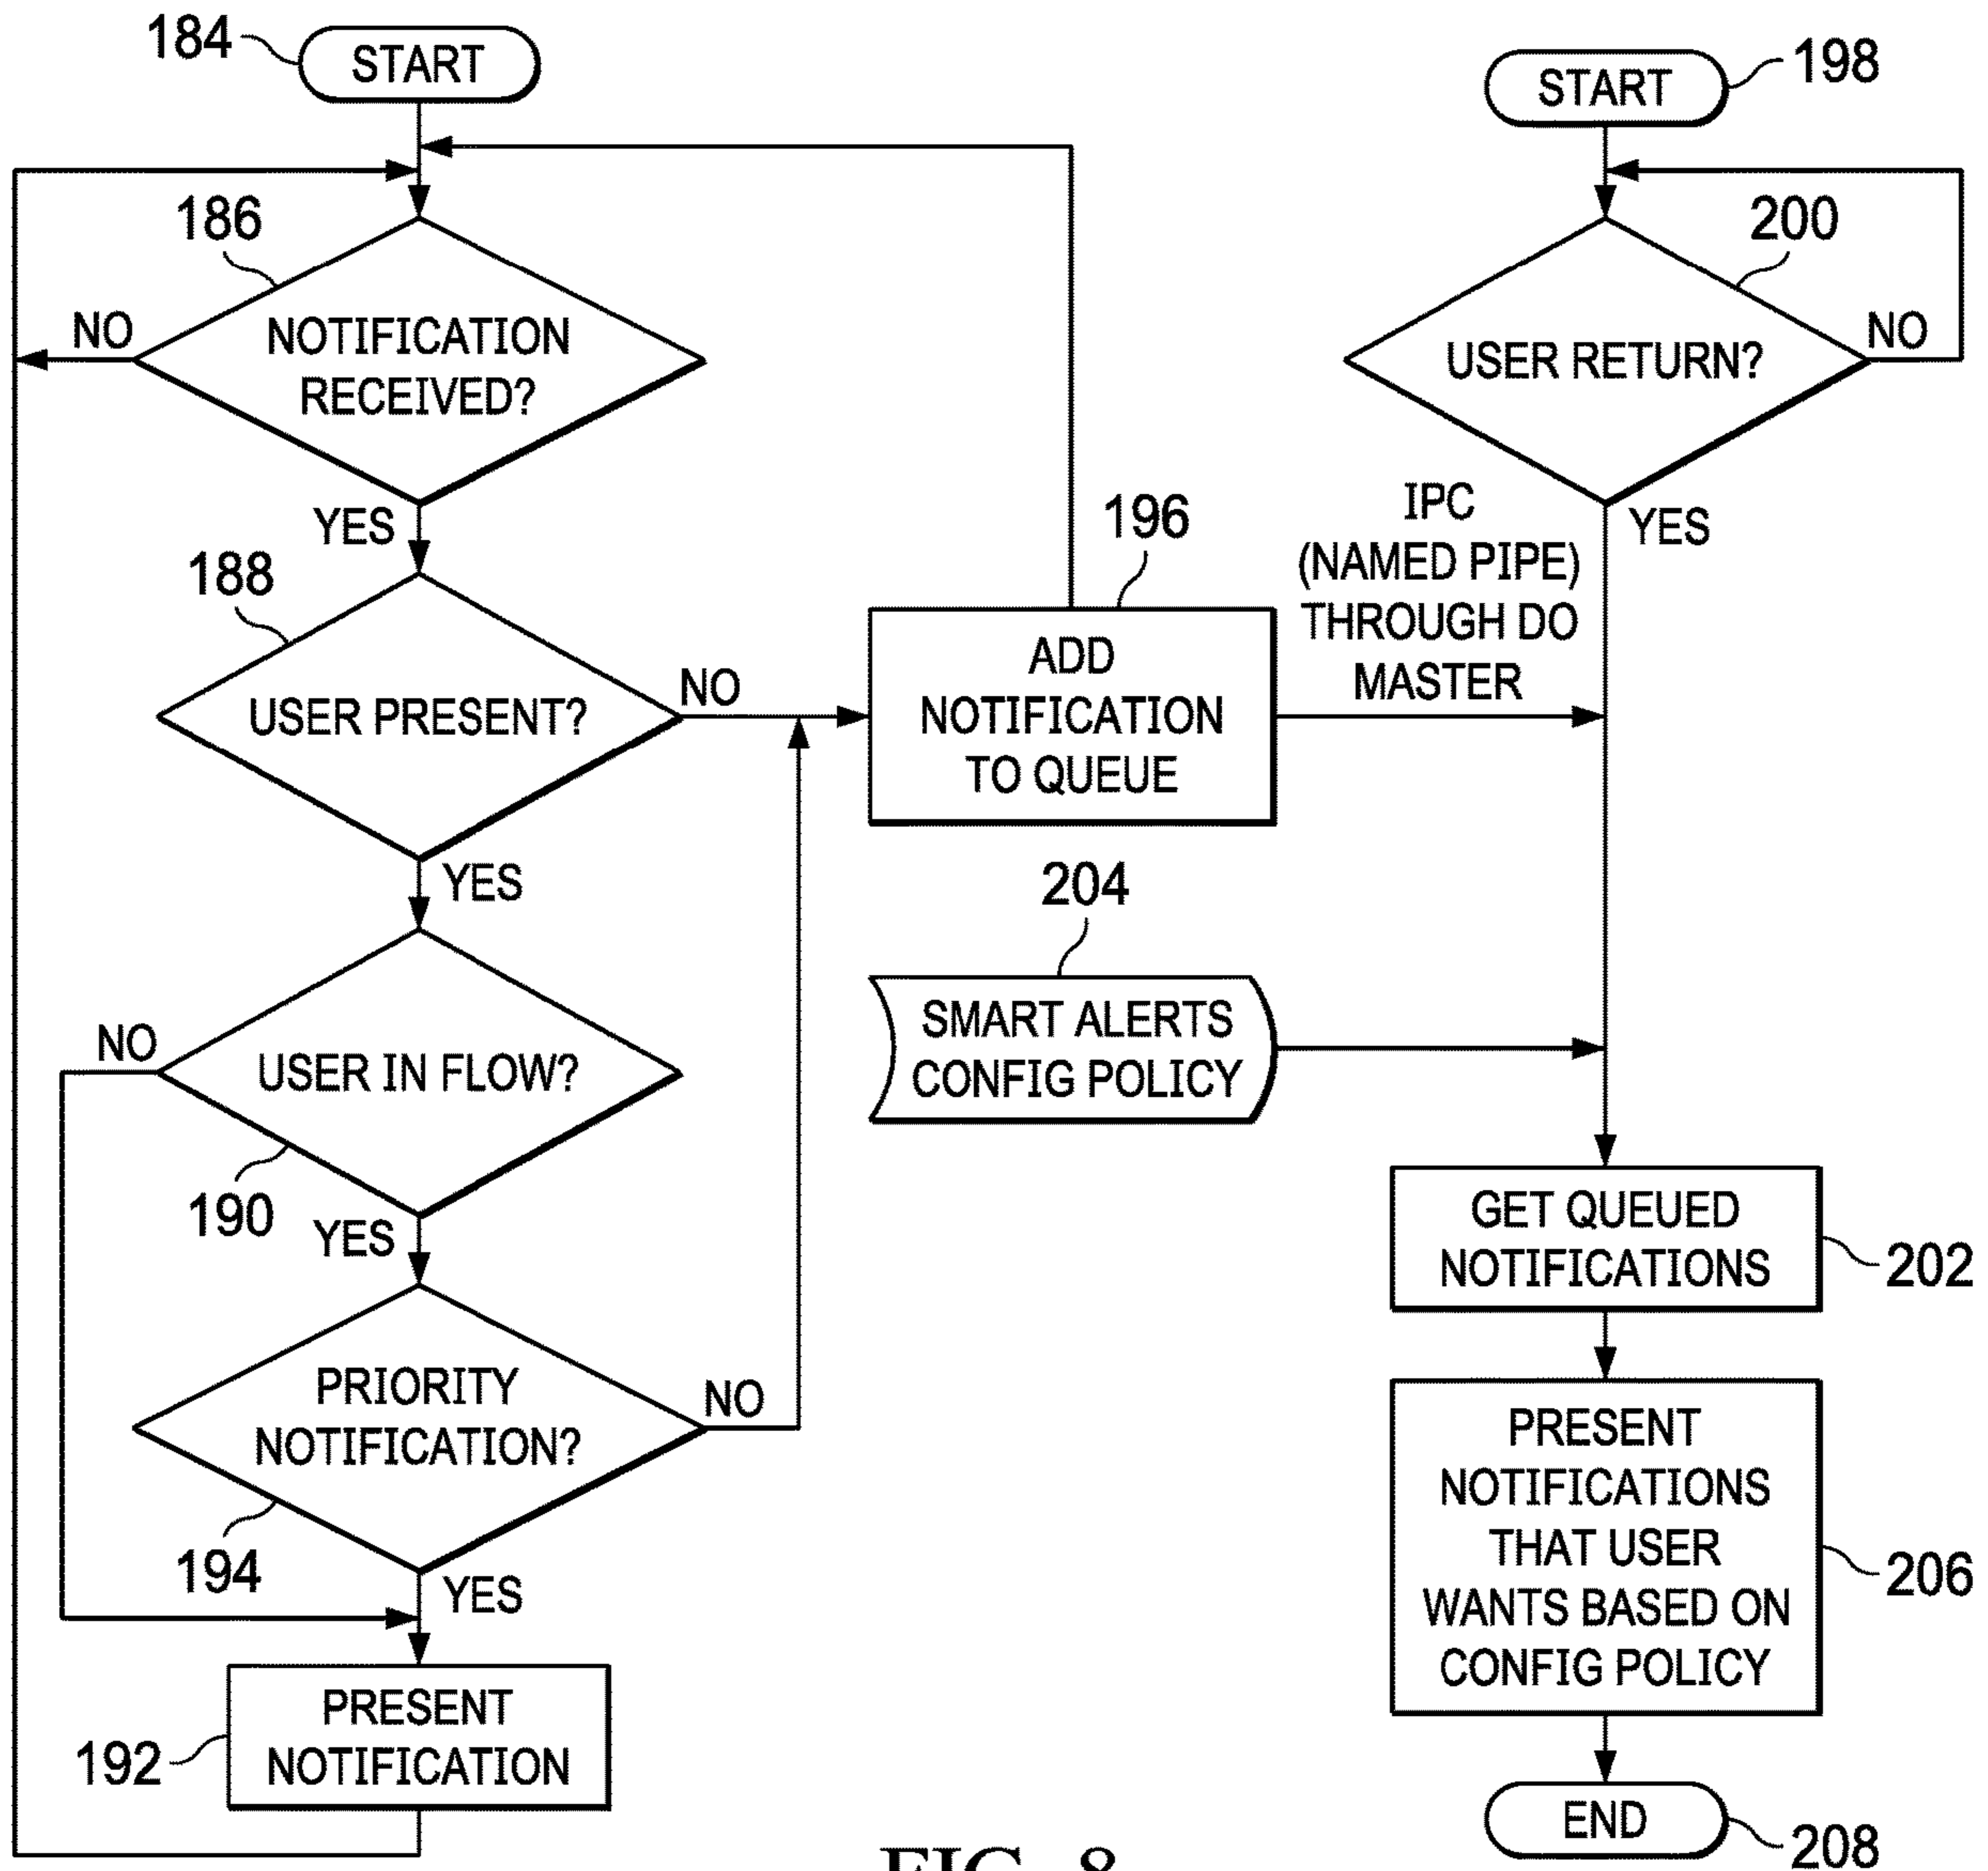 184
START
186
NOTIFICATION
RECEIVED?
NO
YES
188
USER PRESENT?
NO
YES
USER IN FLOW?
NO
190
YES
PRIORITY
NOTIFICATION?
NO
194
YES
PRESENT
NOTIFICATION
192
196
ADD
NOTIFICATION
TO QUEUE
IPC
(NAMED PIPE)
THROUGH DO
MASTER
204
SMART ALERTS
CONFIG POLICY
START
198
200
USER RETURN?
NO
YES
GET QUEUED
NOTIFICATIONS
202
PRESENT
NOTIFICATIONS
THAT USER
WANTS BASED ON
CONFIG POLICY
206
END
208
FIG. 8